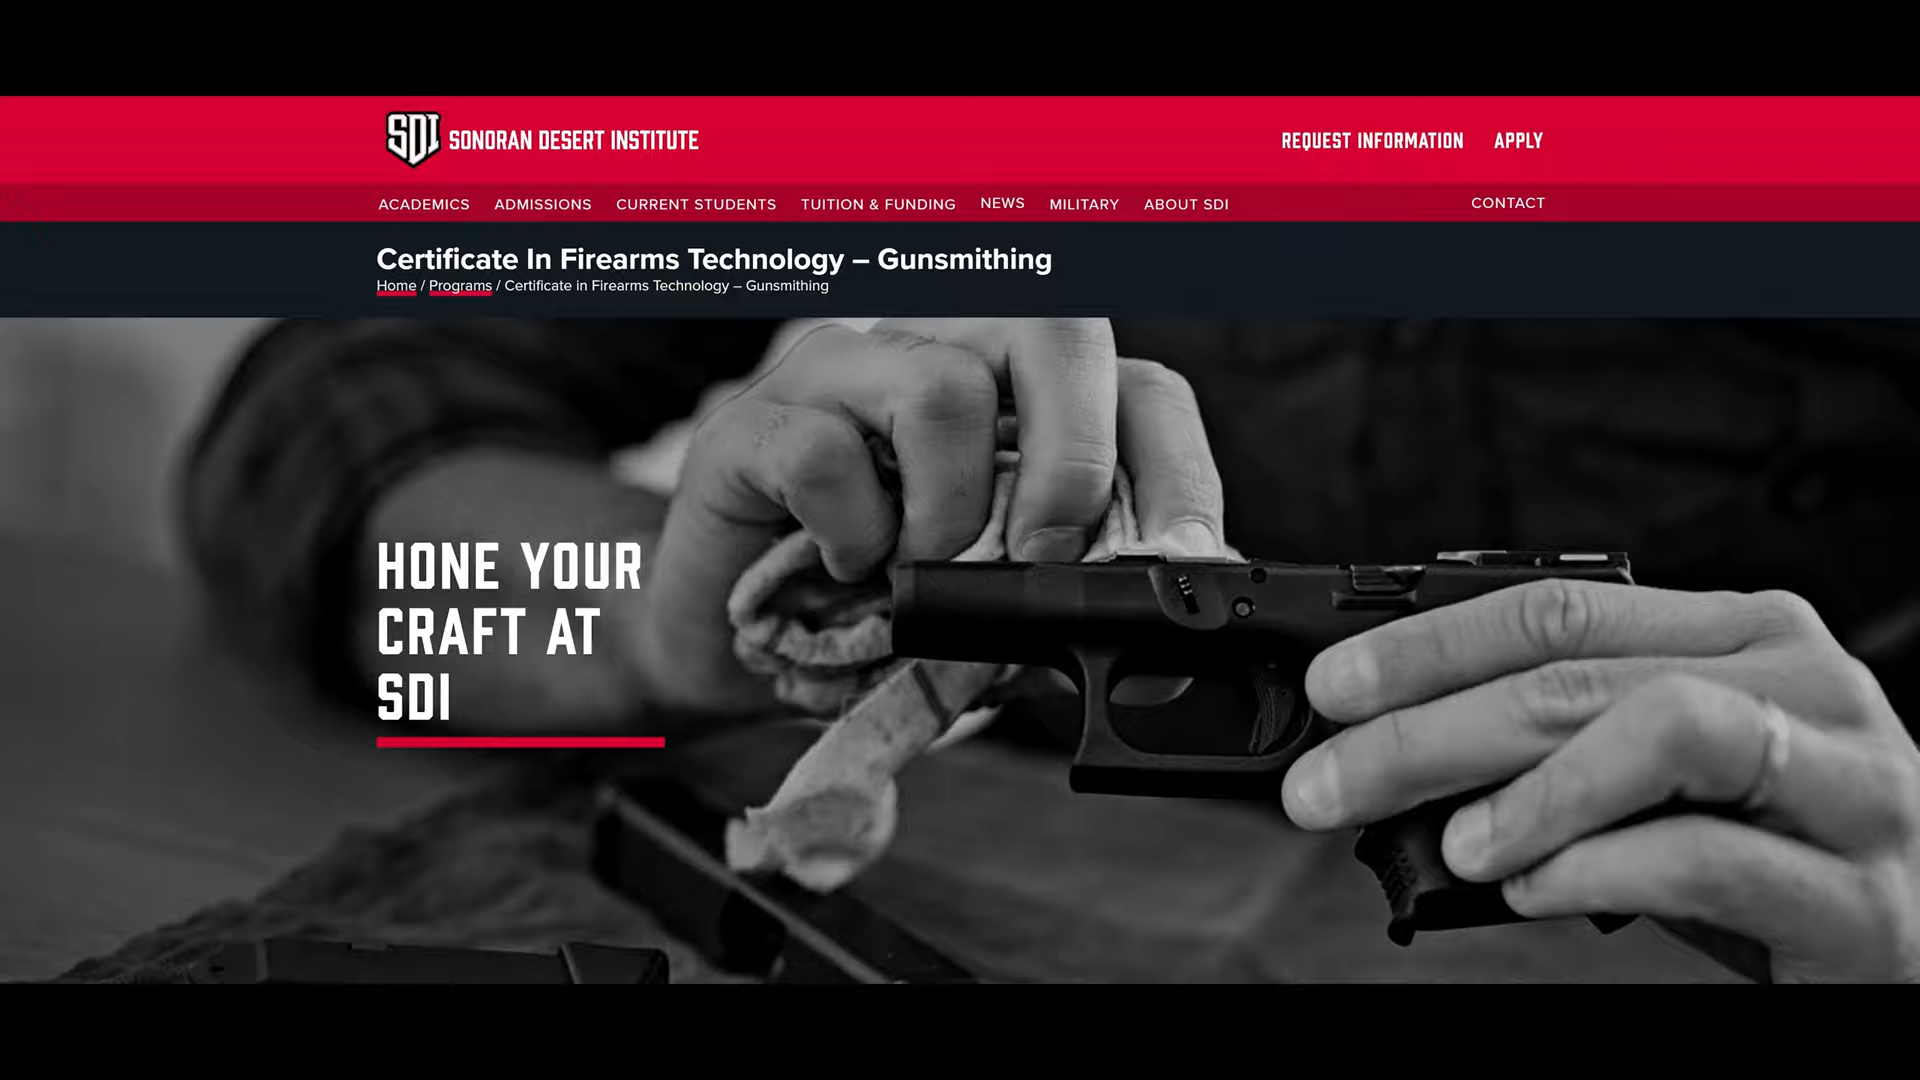 SDI SONORAN DESERT INSTITUTE
REQUEST INFORMATION APPLY
ACADEMICS ADMISSIONS CURRENT STUDENTS TUITION & FUNDING NEWS MILITARY ABOUT SDI CONTACT
Certificate In Firearms Technology – Gunsmithing
Home / Programs / Certificate in Firearms Technology – Gunsmithing
HONE YOUR
CRAFT AT
SDI